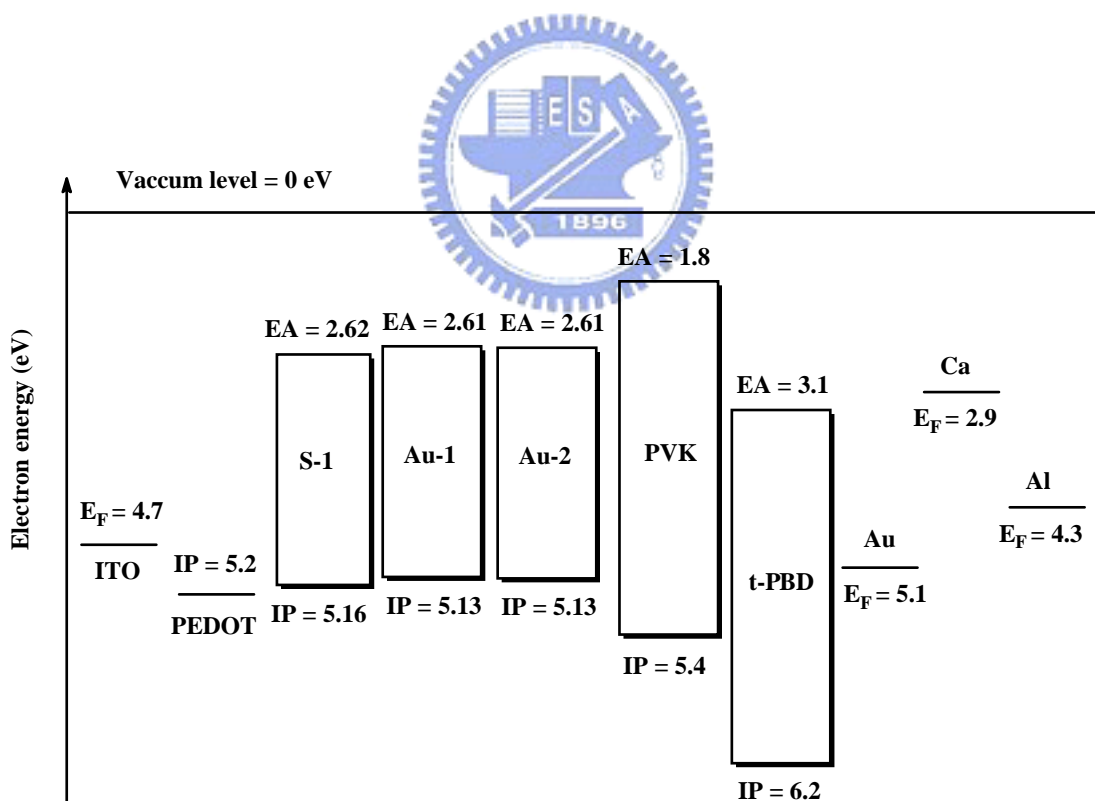 E S A
1896
Vaccum level = 0 eV
Electron energy (eV)
EA = 1.8
EA = 2.62
EA = 2.61
EA = 2.61
Ca
EA = 3.1
E_F = 2.9
S-1
Au-1
Au-2
PVK
Al
E_F = 4.7
E_F = 4.3
Au
ITO
IP = 5.2
t-PBD
E_F = 5.1
IP = 5.16
IP = 5.13
IP = 5.13
PEDOT
IP = 5.4
IP = 6.2